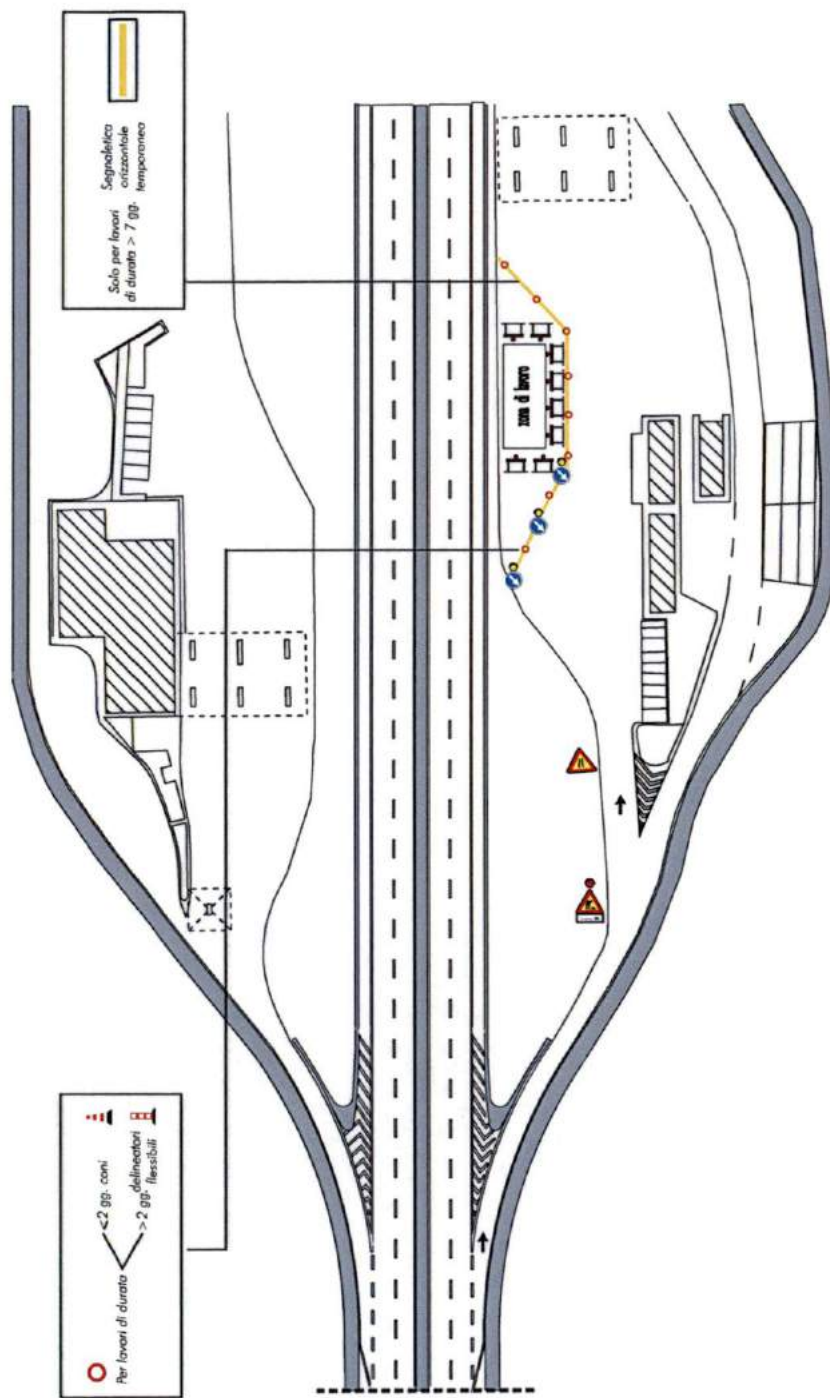 Per lavori di durata
<2 gg. coni
>2 gg. delineatori
flessibili
Solo per lavori
di durata > 7 gg.
Segnaletica
orizzontale
temporanea
zona di lavoro